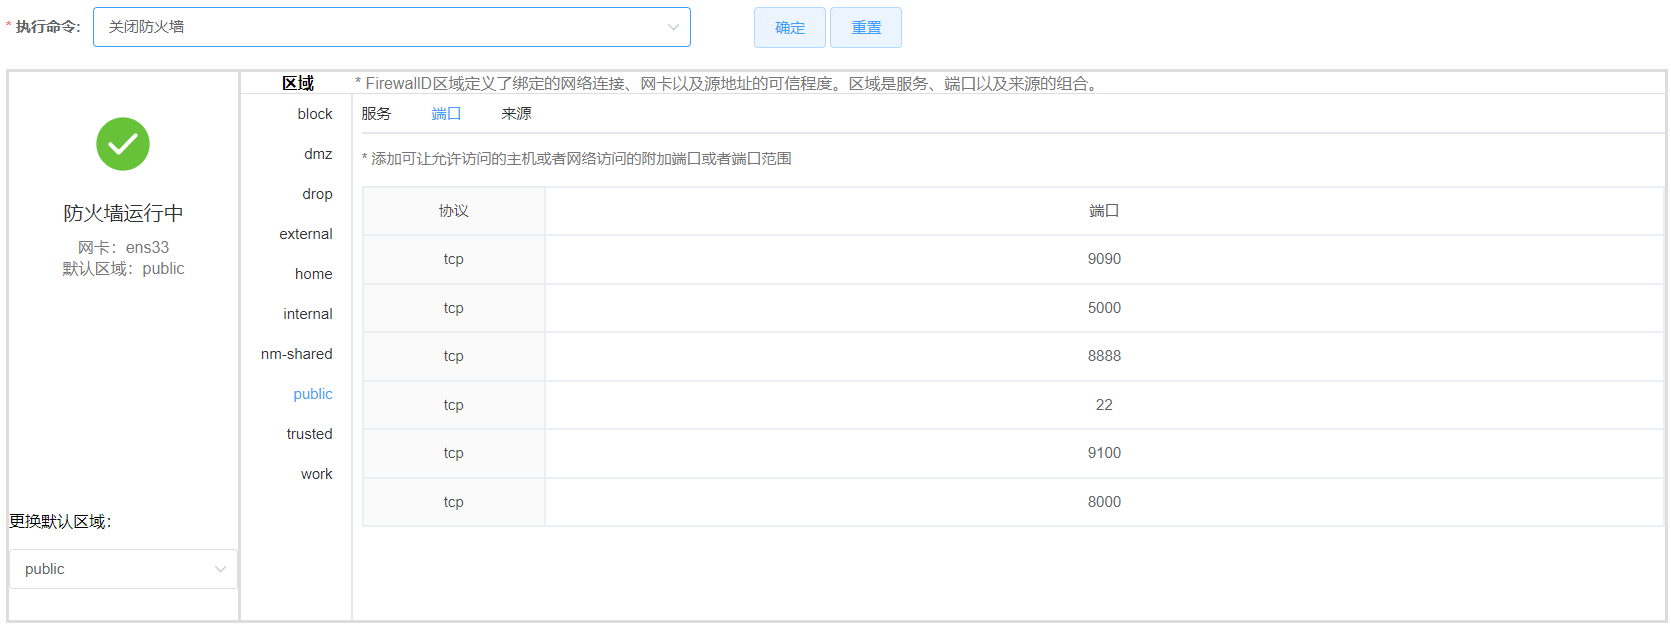 * 执行命令: 关闭防火墙 确定 重置
区域 * FirewallD区域定义了绑定的网络连接、网卡以及源地址的可信程度。区域是服务、端口以及来源的组合。
防火墙运行中
网卡：ens33
默认区域：public
更换默认区域：
public
block
dmz
drop
external
home
internal
nm-shared
public
trusted
work
服务 端口 来源
* 添加可让允许访问的主机或者网络访问的附加端口或者端口范围
协议 端口
tcp 9090
tcp 5000
tcp 8888
tcp 22
tcp 9100
tcp 8000